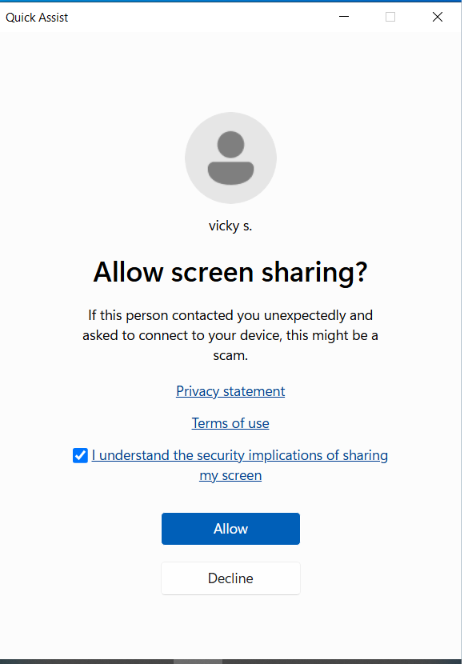 Quick Assist
vicky s.
Allow screen sharing?
If this person contacted you unexpectedly and
asked to connect to your device, this might be a
scam.
Privacy statement
Terms of use
I understand the security implications of sharing
my screen
Allow
Decline